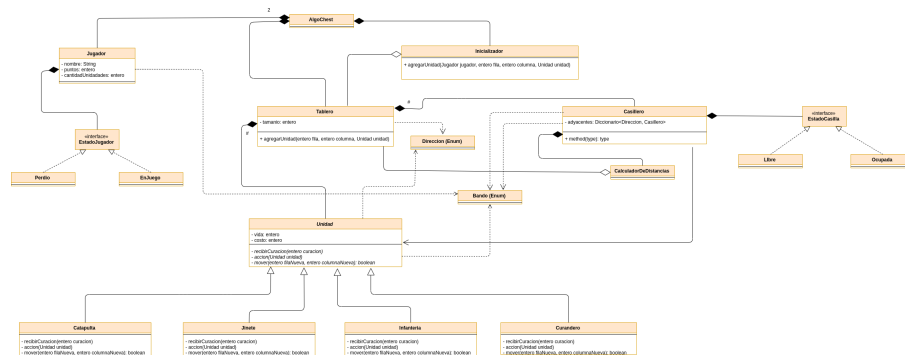 2
AlgoChest
Jugador
- nombre: String
- puntos: entero
- cantidadUnidadades: entero
Inicializador
+ agregarUnidad(Jugador jugador, entero fila, entero columna, Unidad unidad)
Tablero
- tamanio: entero
+ agregarUnidad(entero fila, entero columna, Unidad unidad)
#
#
Casillero
- adyacentes: Diccionario<Direccion, Casillero>
+ method(type): type
«interface»
EstadoCasilla
«interface»
EstadoJugador
Direccion (Enum)
Libre
Ocupada
CalculadorDeDistancias
Perdio
EnJuego
Bando (Enum)
Unidad
- vida: entero
- costo: entero
- recibirCuracion(entero curacion)
- accion(Unidad unidad)
- mover(entero filaNueva, entero columnaNueva): boolean
Catapulta
- recibirCuracion(entero curacion)
- accion(Unidad unidad)
- mover(entero filaNueva, entero columnaNueva): boolean
Jinete
- recibirCuracion(entero curacion)
- accion(Unidad unidad)
- mover(entero filaNueva, entero columnaNueva): boolean
Infanteria
- recibirCuracion(entero curacion)
- accion(Unidad unidad)
- mover(entero filaNueva, entero columnaNueva): boolean
Curandero
- recibirCuracion(entero curacion)
- accion(Unidad unidad)
- mover(entero filaNueva, entero columnaNueva): boolean